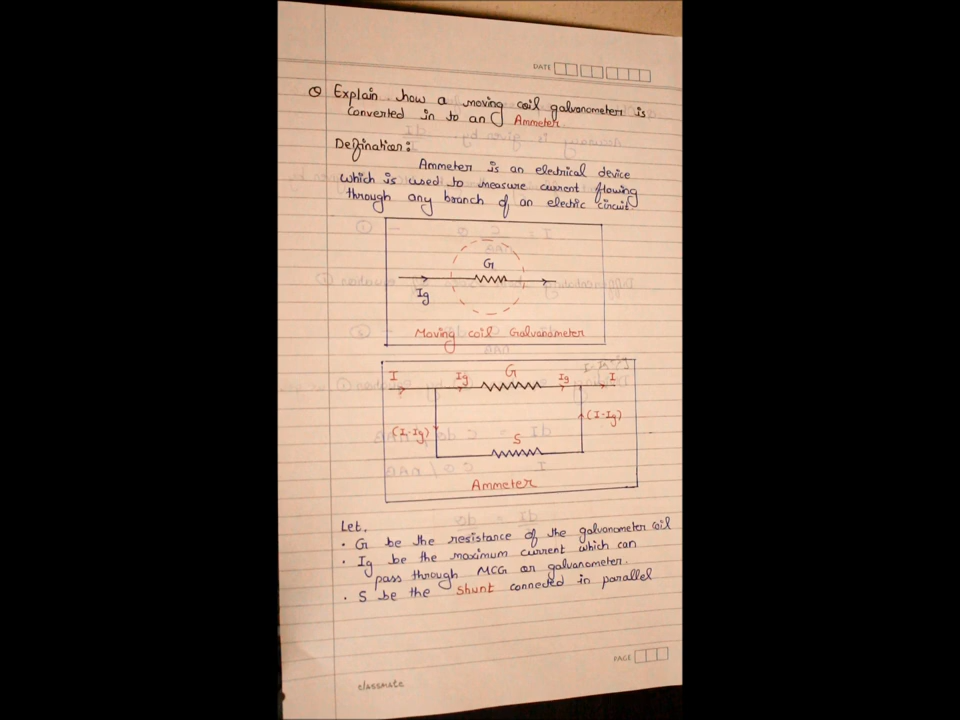 DATE
Q Explain how a moving coil galvanometer is
converted in to an Ammeter.
Defination:
Ammeter is an electrical device
which is used to measure current flowing
through any branch of an electric circuit.
G
Ig
Moving coil Galvanometer
I Ig G Ig I
(I-Ig) (I-Ig)
S
Ammeter
Let,
• G be the resistance of the galvanometer coil
• Ig be the maximum current which can
pass through MCG or galvanometer.
• S be the shunt connected in parallel
PAGE
classmate